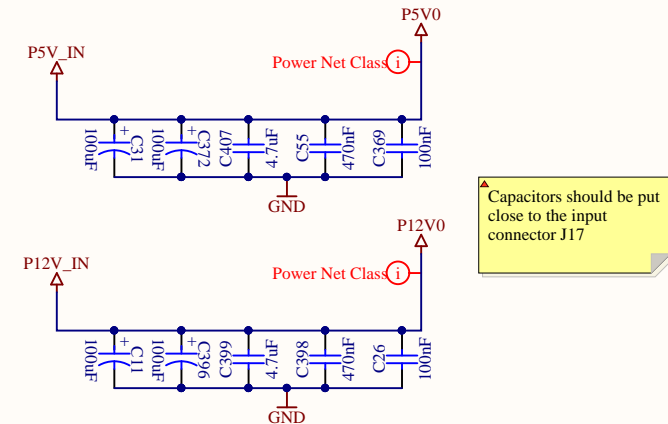 P5V0
P5V_IN
Power Net Class i
+ +
100uF C31 100uF C372 C407 4.7uF C55 470nF C369 100nF
GND
Capacitors should be put
close to the input
connector J17
P12V0
P12V_IN
Power Net Class i
+ +
100uF C11 100uF C396 C399 4.7uF C398 470nF C26 100nF
GND